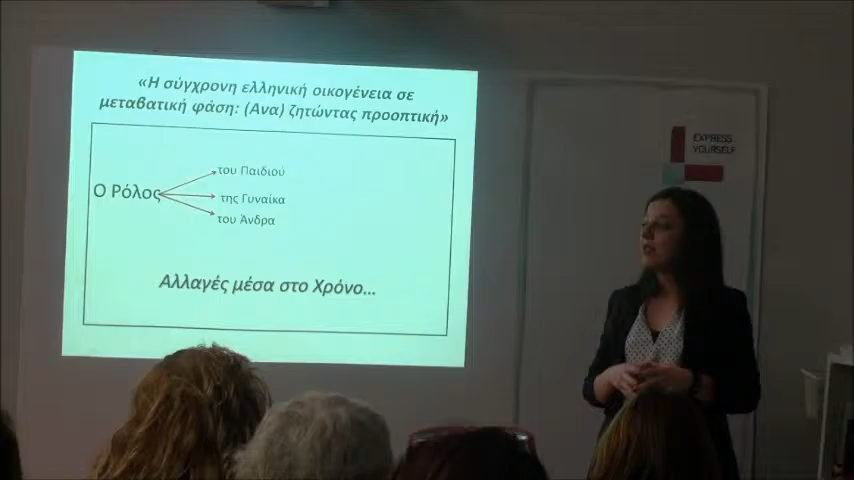 «Η σύγχρονη ελληνική οικογένεια σε
μεταβατική φάση: (Ανα) ζητώντας προοπτική»
Ο Ρόλος
του Παιδιού
της Γυναίκα
του Άνδρα
Αλλαγές μέσα στο Χρόνο...
EXPRESS
YOURSELF